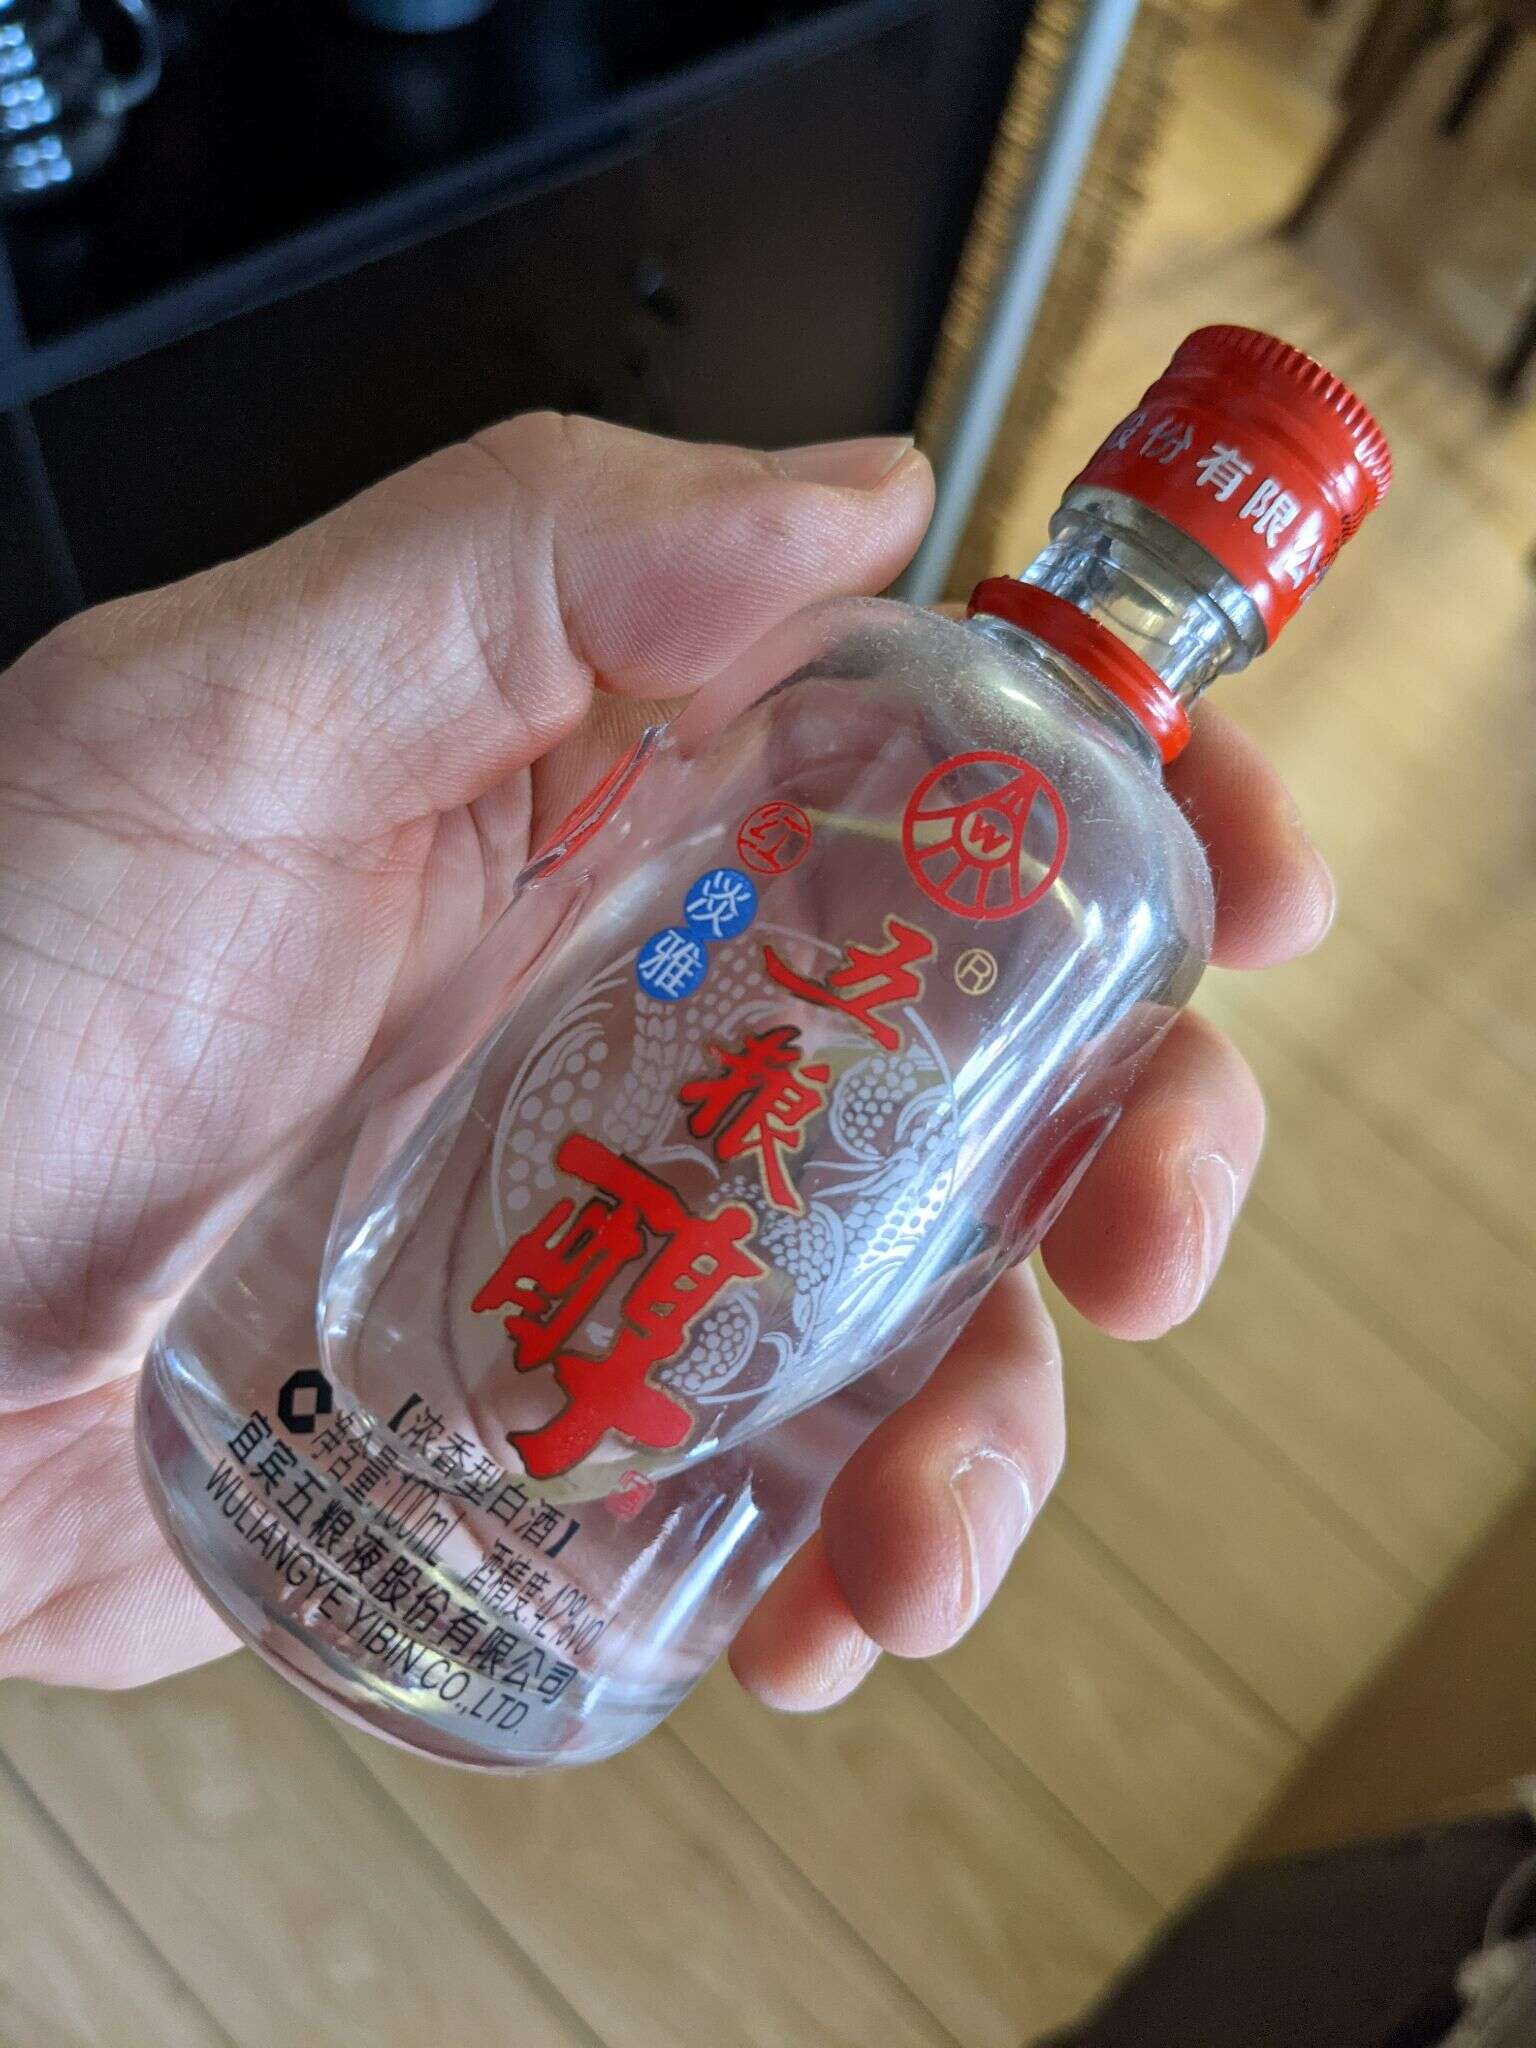 股份有限公
W
®
红
淡雅
五粮醇
【浓香型白酒】
净含量:100mL 酒精度:42%vol
宜宾五粮液股份有限公司
WULIANGYE YIBIN CO.,LTD.